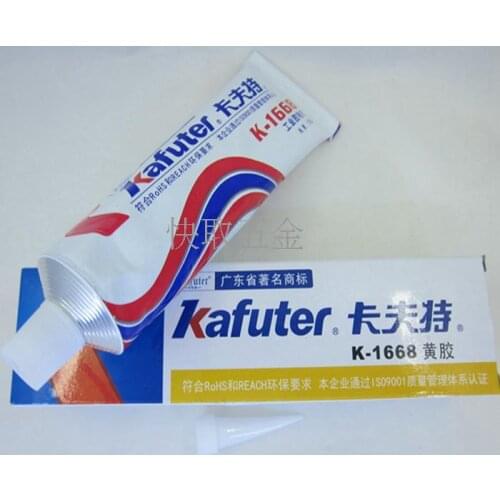 Kafuter® 卡夫特
K-1668
符合RoHS和REACH环保要求
快取五金
Kafuter®
广东省著名商标
Kafuter® 卡夫特®
K-1668 黄胶
符合RoHS和REACH环保要求 本企业通过ISO9001质量管理体系认证